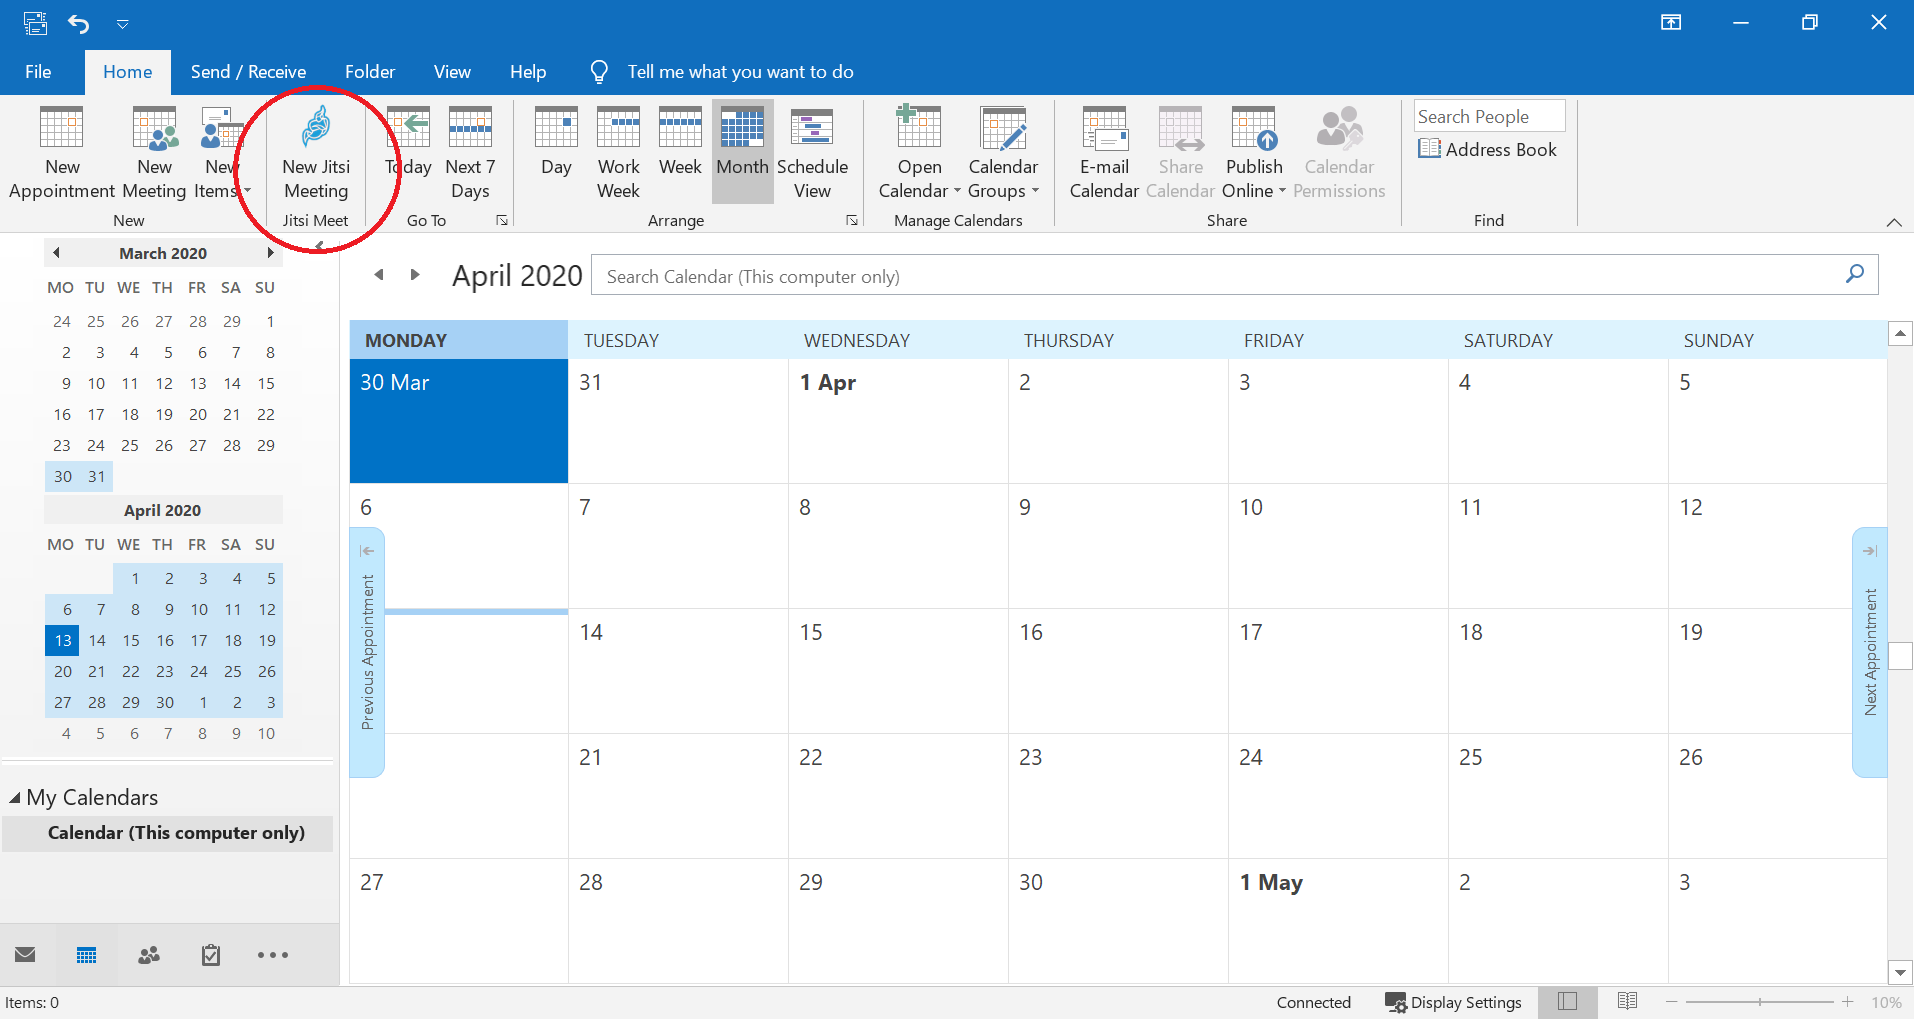 File Home Send / Receive Folder View Help Tell me what you want to do
New Appointment
New Meeting
New Items
New
New Jitsi Meeting
Jitsi Meet
Today
Next 7 Days
Go To
Day
Work Week
Week
Month
Schedule View
Arrange
Open Calendar
Calendar Groups
Manage Calendars
E-mail Calendar
Share Calendar
Publish Online
Calendar Permissions
Share
Search People
Address Book
Find
March 2020
MO TU WE TH FR SA SU
24 25 26 27 28 29 1
2 3 4 5 6 7 8
9 10 11 12 13 14 15
16 17 18 19 20 21 22
23 24 25 26 27 28 29
30 31
April 2020
MO TU WE TH FR SA SU
1 2 3 4 5
6 7 8 9 10 11 12
13 14 15 16 17 18 19
20 21 22 23 24 25 26
27 28 29 30 1 2 3
4 5 6 7 8 9 10
My Calendars
Calendar (This computer only)
April 2020
Search Calendar (This computer only)
MONDAY TUESDAY WEDNESDAY THURSDAY FRIDAY SATURDAY SUNDAY
30 Mar 31 1 Apr 2 3 4 5
6 7 8 9 10 11 12
14 15 16 17 18 19
21 22 23 24 25 26
27 28 29 30 1 May 2 3
Previous Appointment
Next Appointment
Items: 0
Connected
Display Settings
10%